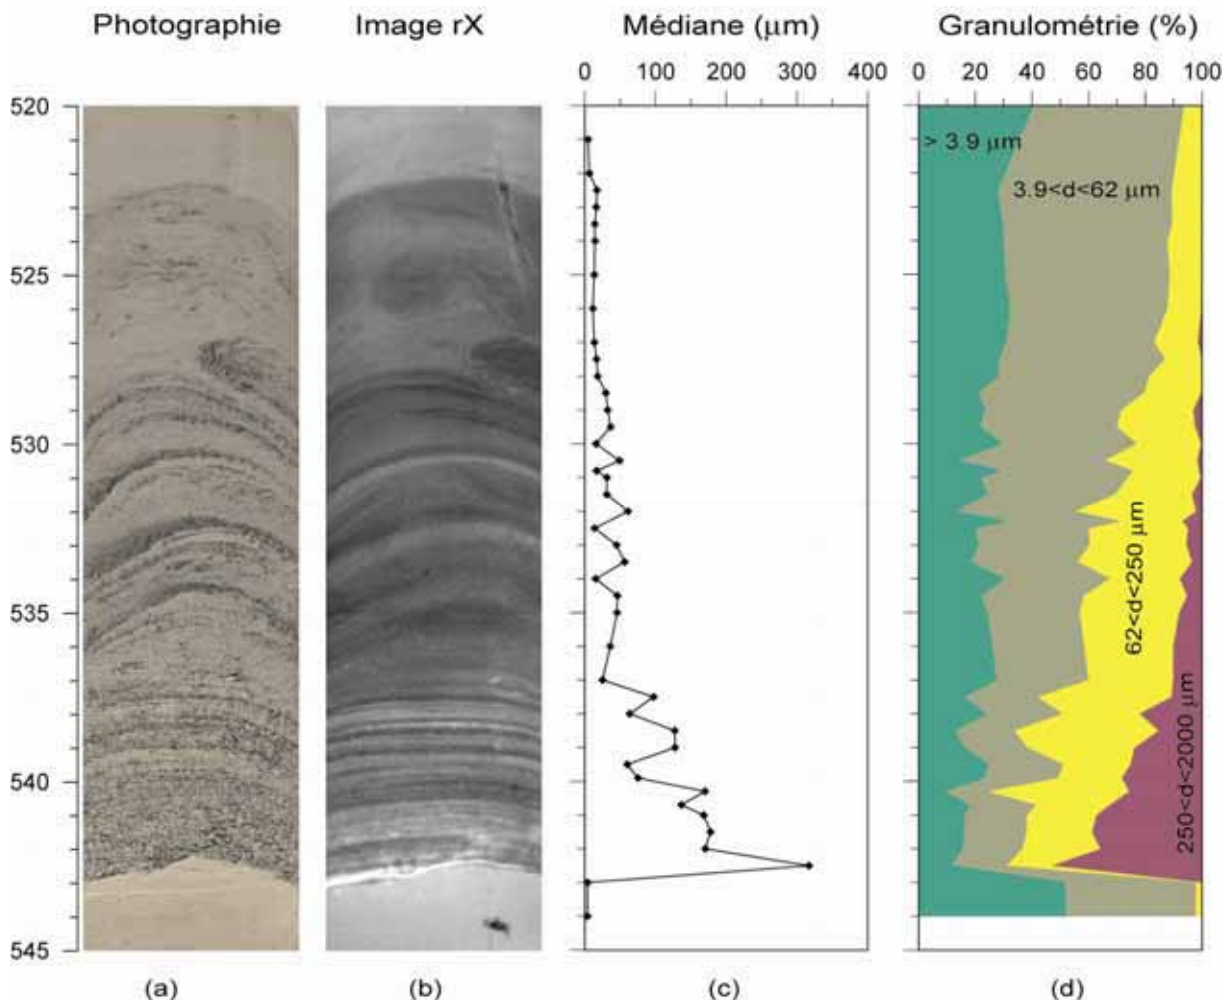 Photographie Image rX Médiane (μm) Granulométrie (%)
0 100 200 300 400 0 20 40 60 80 100
520
525
530
535
540
545
> 3.9 μm
3.9<d<62 μm
62<d<250 μm
250<d<2000 μm
(a) (b) (c) (d)